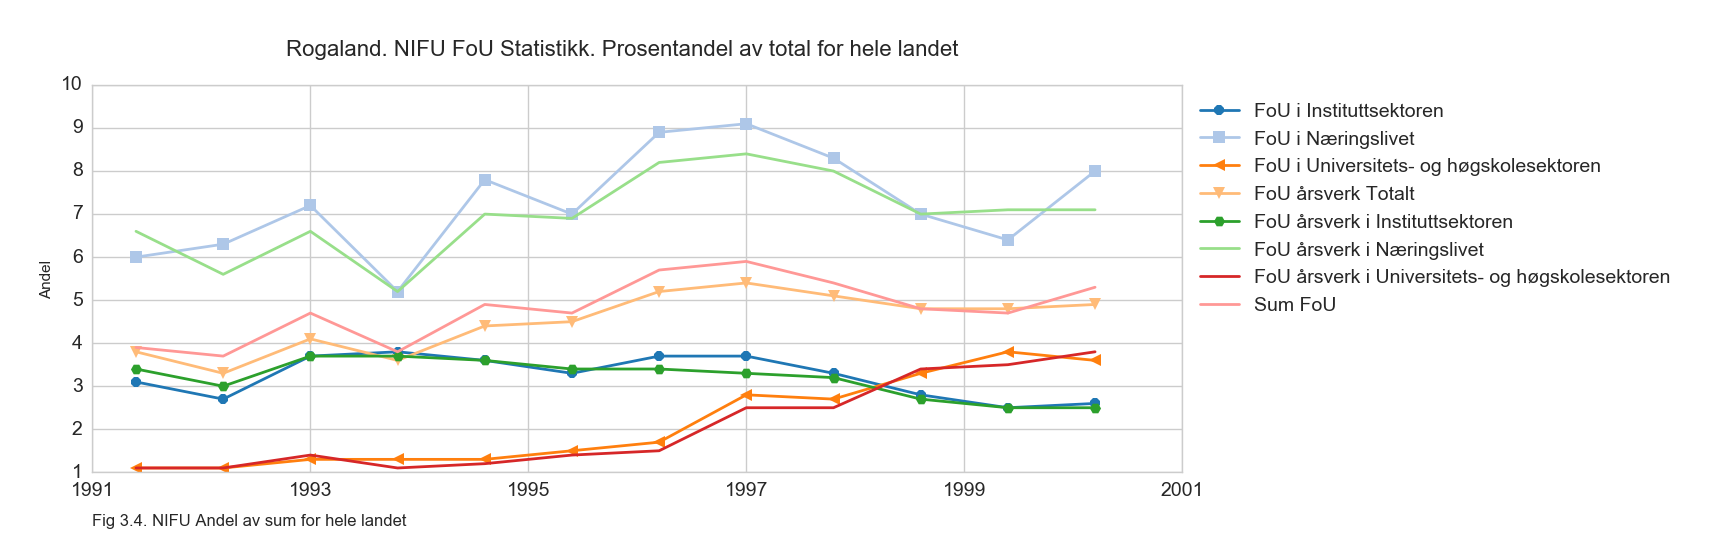 Rogaland. NIFU FoU Statistikk. Prosentandel av total for hele landet
10
9
8
7
6
5
4
3
2
1
Andel
1991 1993 1995 1997 1999 2001
FoU i Instituttsektoren
FoU i Næringslivet
FoU i Universitets- og høgskolesektoren
FoU årsverk Totalt
FoU årsverk i Instituttsektoren
FoU årsverk i Næringslivet
FoU årsverk i Universitets- og høgskolesektoren
Sum FoU
Fig 3.4. NIFU Andel av sum for hele landet